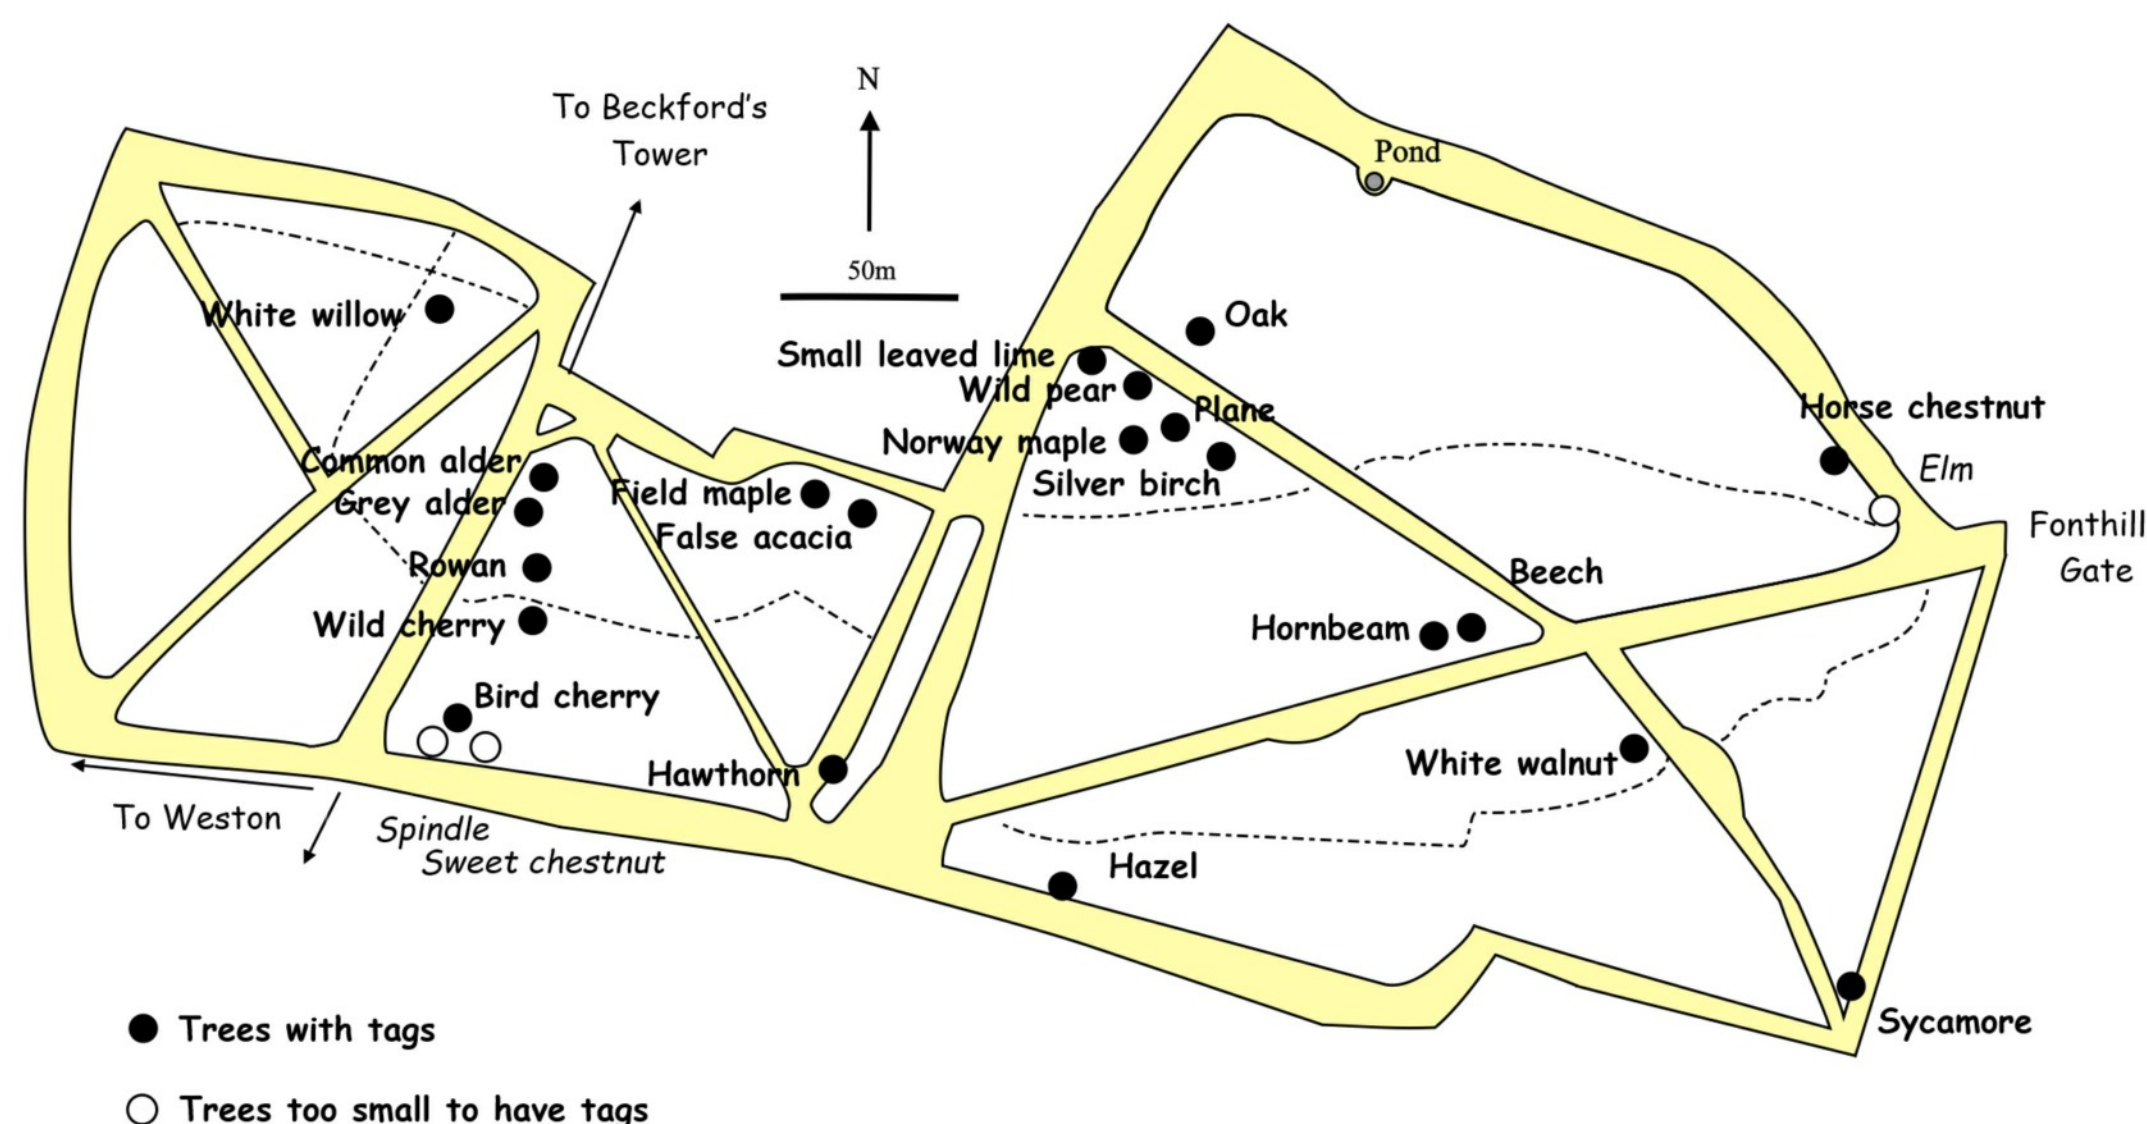 N
To Beckford's
Tower
Pond
50m
White willow
Oak
Small leaved lime
Wild pear
Plane
Horse chestnut
Norway maple
Common alder
Elm
Silver birch
Field maple
Grey alder
Fonthill
Gate
False acacia
Rowan
Beech
Wild cherry
Hornbeam
Bird cherry
White walnut
Hawthorn
To Weston
Spindle
Sweet chestnut
Hazel
Sycamore
Trees with tags
Trees too small to have tags